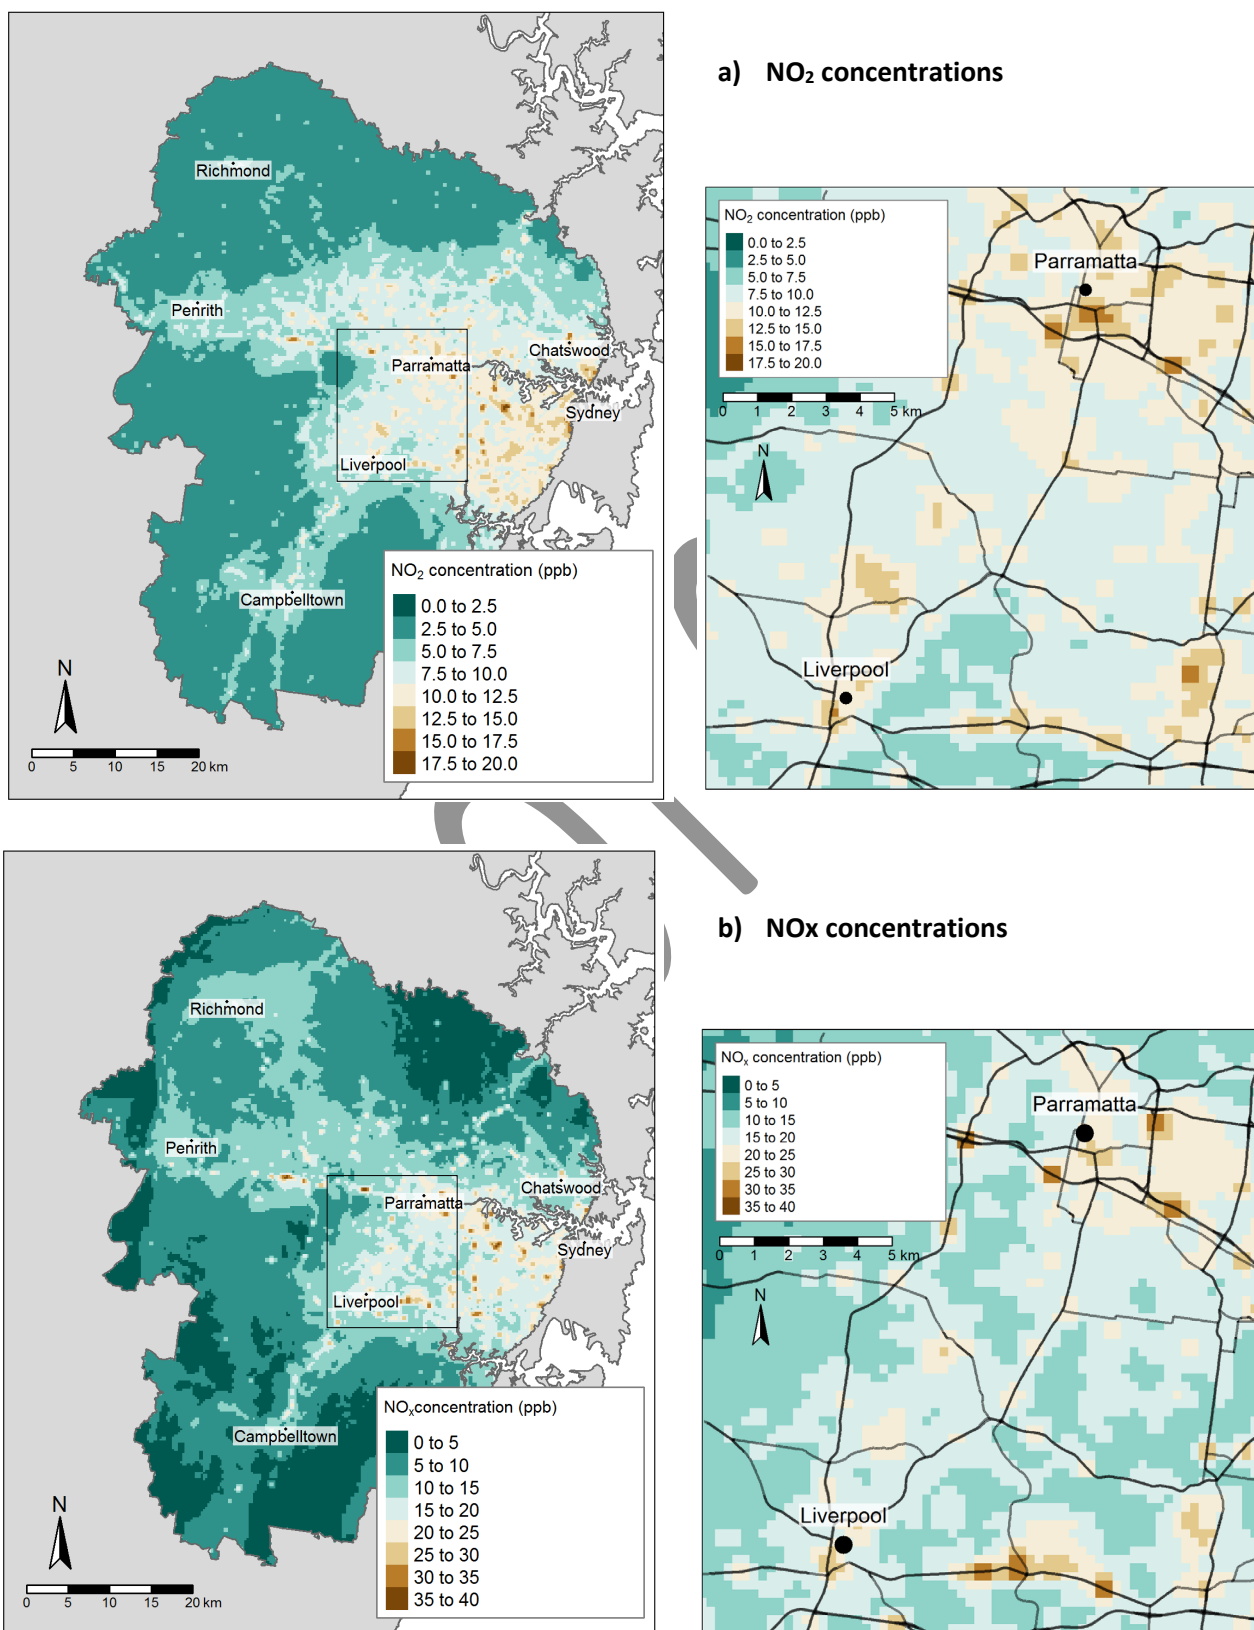 a) NO₂ concentrations
Richmond
Penrith
Parramatta
Chatswood
Sydney
Liverpool
Campbelltown
N
0 5 10 15 20 km
NO₂ concentration (ppb)
0.0 to 2.5
2.5 to 5.0
5.0 to 7.5
7.5 to 10.0
10.0 to 12.5
12.5 to 15.0
15.0 to 17.5
17.5 to 20.0
NO₂ concentration (ppb)
0.0 to 2.5
2.5 to 5.0
5.0 to 7.5
7.5 to 10.0
10.0 to 12.5
12.5 to 15.0
15.0 to 17.5
17.5 to 20.0
0 1 2 3 4 5 km
N
Parramatta
Liverpool
b) NOx concentrations
Richmond
Penrith
Parramatta
Chatswood
Sydney
Liverpool
Campbelltown
N
0 5 10 15 20 km
NOₓconcentration (ppb)
0 to 5
5 to 10
10 to 15
15 to 20
20 to 25
25 to 30
30 to 35
35 to 40
NOₓ concentration (ppb)
0 to 5
5 to 10
10 to 15
15 to 20
20 to 25
25 to 30
30 to 35
35 to 40
0 1 2 3 4 5 km
N
Parramatta
Liverpool